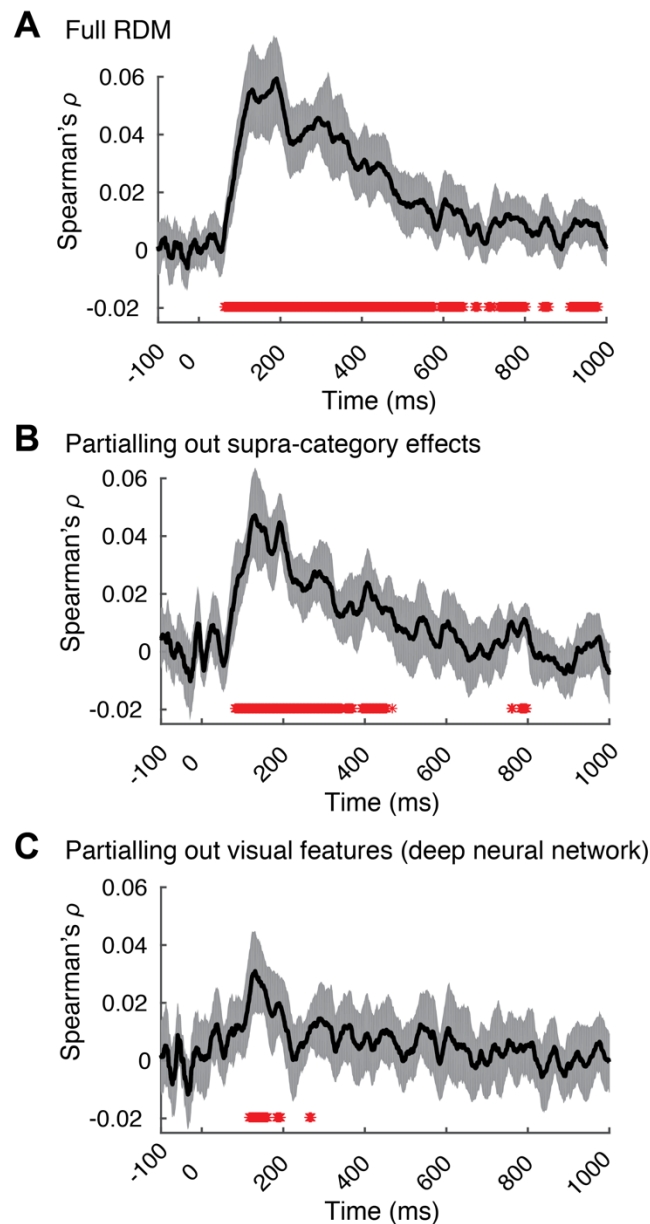 A Full RDM
Spearman's ρ
0.06
0.04
0.02
0
-0.02
-100 0 200 400 600 800 1000
Time (ms)
B Partialling out supra-category effects
Spearman's ρ
0.06
0.04
0.02
0
-0.02
-100 0 200 400 600 800 1000
Time (ms)
C Partialling out visual features (deep neural network)
Spearman's ρ
0.06
0.04
0.02
0
-0.02
-100 0 200 400 600 800 1000
Time (ms)